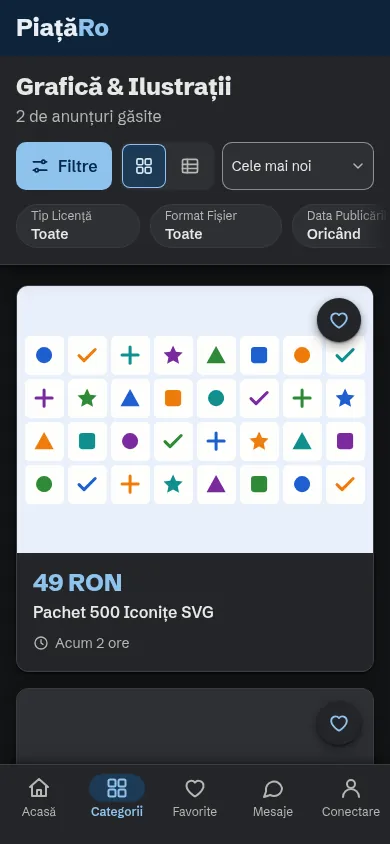 PiațăRo
Grafică & Ilustrații
2 de anunțuri găsite
Filtre
Cele mai noi
Tip Licență
Toate
Format Fișier
Toate
Data Publicării
Oricând
49 RON
Pachet 500 Iconițe SVG
Acum 2 ore
Acasă
Categorii
Favorite
Mesaje
Conectare